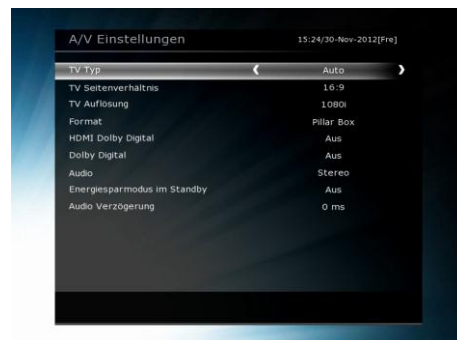 A/V Einstellungen 15:24/30-Nov-2012[Fre]
TV Typ Auto
TV Seitenverhältnis 16:9
TV Auflösung 1080i
Format Pillar Box
HDMI Dolby Digital Aus
Dolby Digital Aus
Audio Stereo
Energiesparmodus im Standby Aus
Audio Verzögerung 0 ms